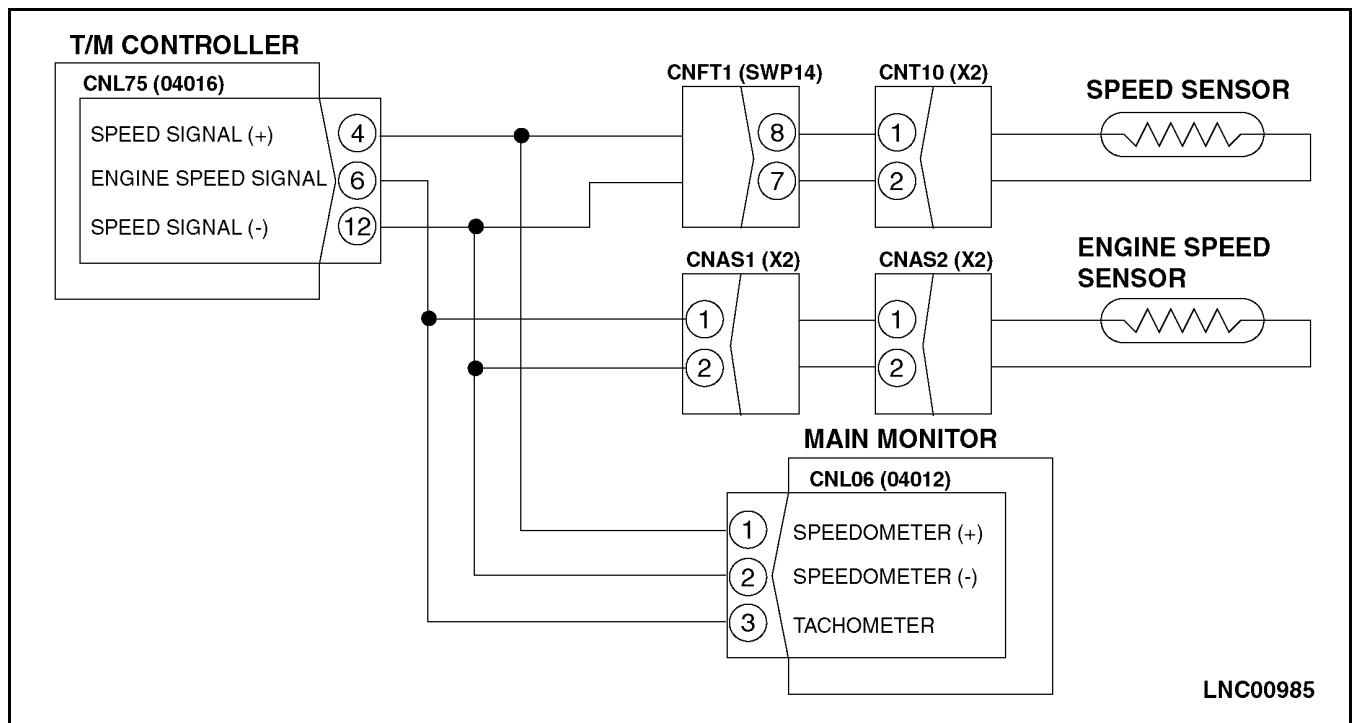 T/M CONTROLLER
CNL75 (04016)
SPEED SIGNAL (+)
4
ENGINE SPEED SIGNAL
6
SPEED SIGNAL (-)
12
CNFT1 (SWP14)
8
7
CNT10 (X2)
1
2
SPEED SENSOR
CNAS1 (X2)
1
2
CNAS2 (X2)
1
2
ENGINE SPEED
SENSOR
MAIN MONITOR
CNL06 (04012)
1
SPEEDOMETER (+)
2
SPEEDOMETER (-)
3
TACHOMETER
LNC00985